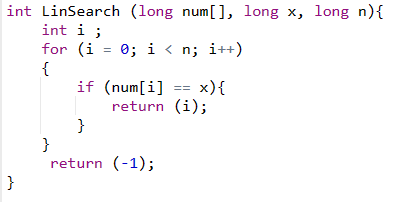 int LinSearch (long num[], long x, long n){
    int i ;
    for (i = 0; i < n; i++)
    {
        if (num[i] == x){
            return (i);
        }
    }
     return (-1);
}